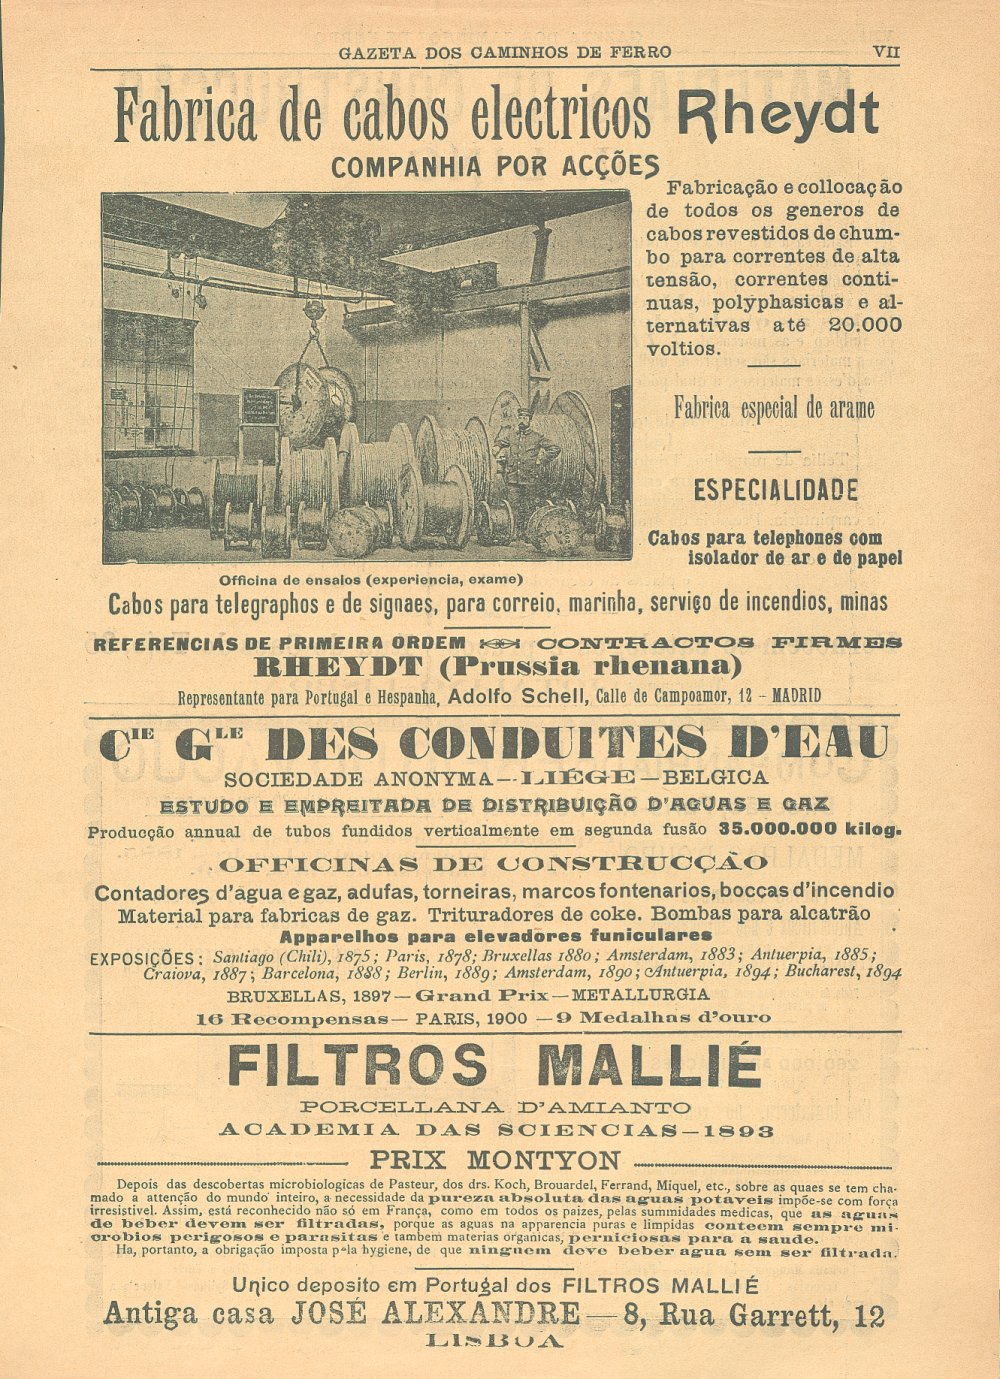 GAZETA DOS CAMINHOS DE FERRO VII
Fabrica de cabos electricos Rheydt
COMPANHIA POR ACÇÕES
Fabricação e collocação
de todos os generos de
cabos revestidos de chum-
bo para correntes de alta
tensão, correntes conti-
nuas, polyphasicas e al-
ternativas até 20.000
voltios.
Fabrica especial de arame
ESPECIALIDADE
Cabos para telephones com
isolador de ar e de papel
Officina de ensaios (experiencia, exame)
Cabos para telegraphos e de signaes, para correio, marinha, serviço de incendios, minas
REFERENCIAS DE PRIMEIRA ORDEM CONTRACTOS FIRMES
RHEYDT (Prussia rhenana)
Representante para Portugal e Hespanha, Adolfo Schell, Calle de Campoamor, 12 - MADRID
CIE GLE DES CONDUITES D'EAU
SOCIEDADE ANONYMA—LIÉGE—BELGICA
ESTUDO E EMPREITADA DE DISTRIBUIÇÃO D'AGUAS E GAZ
Producção annual de tubos fundidos verticalmente em segunda fusão 35.000.000 kilog.
OFFICINAS DE CONSTRUCÇÃO
Contadores d'agua e gaz, adufas, torneiras, marcos fontenarios, boccas d'incendio
Material para fabricas de gaz. Trituradores de coke. Bombas para alcatrão
Apparelhos para elevadores funiculares
EXPOSIÇÕES: Santiago (Chili), 1875; Paris, 1878; Bruxellas 1880; Amsterdam, 1883; Antuerpia, 1885;
Craiova, 1887; Barcelona, 1888; Berlin, 1889; Amsterdam, 1890; Antuerpia, 1894; Bucharest, 1894
BRUXELLAS, 1897—Grand Prix—METALLURGIA
16 Recompensas— PARIS, 1900 —9 Medalhas d'ouro
FILTROS MALLIÉ
PORCELLANA D'AMIANTO
ACADEMIA DAS SCIENCIAS—1893
PRIX MONTYON
Depois das descobertas microbiologicas de Pasteur, dos drs. Koch, Brouardel, Ferrand, Miquel, etc., sobre as quaes se tem cha-
mado a attenção do mundo inteiro, a necessidade da pureza absoluta das aguas potaveis impõe-se com força
irresistivel. Assim, está reconhecido não só em França, como em todos os paizes, pelas summidades medicas, que as aguas
de beber devem ser filtradas, porque as aguas na apparencia puras e limpidas conteem sempre mi-
crobios perigosos e parasitas e tambem materias organicas, perniciosas para a saude.
Ha, portanto, a obrigação imposta pela hygiene, de que ninguem deve beber agua sem ser filtrada.
Unico deposito em Portugal dos FILTROS MALLIÉ
Antiga casa JOSÉ ALEXANDRE — 8, Rua Garrett, 12
LISBOA